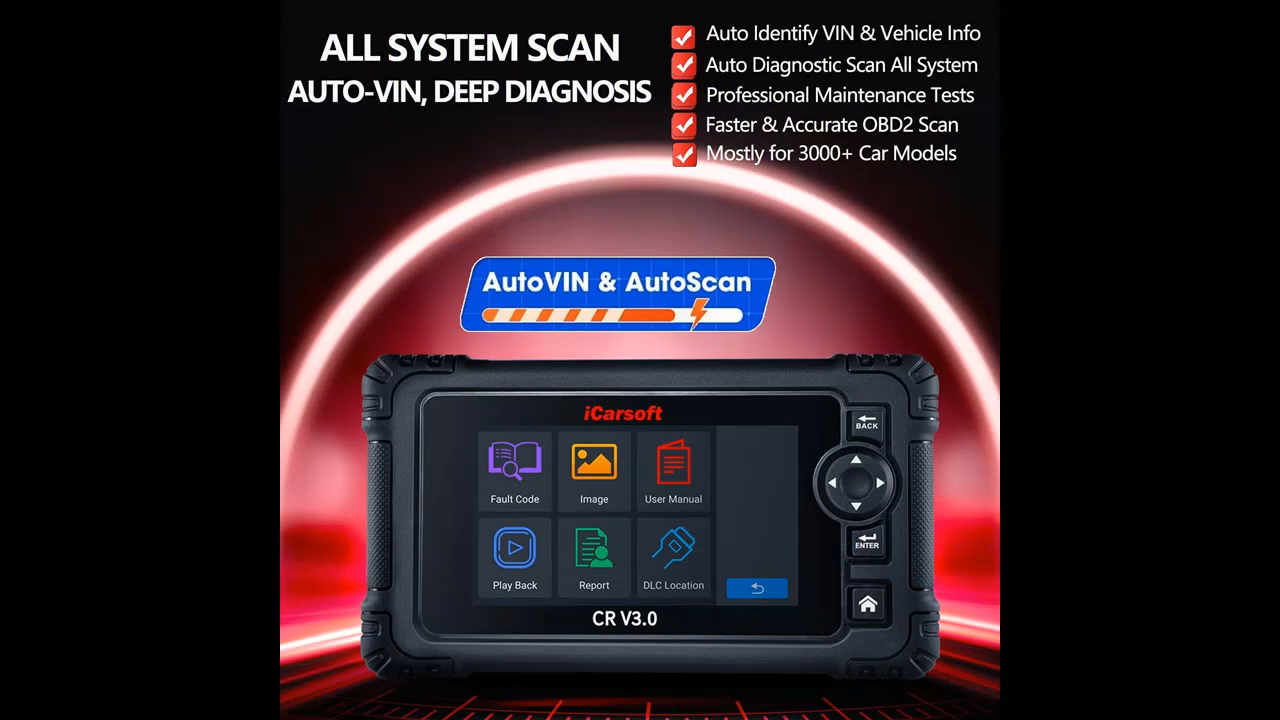 ALL SYSTEM SCAN
AUTO-VIN, DEEP DIAGNOSIS
Auto Identify VIN & Vehicle Info
Auto Diagnostic Scan All System
Professional Maintenance Tests
Faster & Accurate OBD2 Scan
Mostly for 3000+ Car Models
AutoVIN & AutoScan
iCarsoft
Fault Code
Image
User Manual
Play Back
Report
DLC Location
CR V3.0
BACK
ENTER